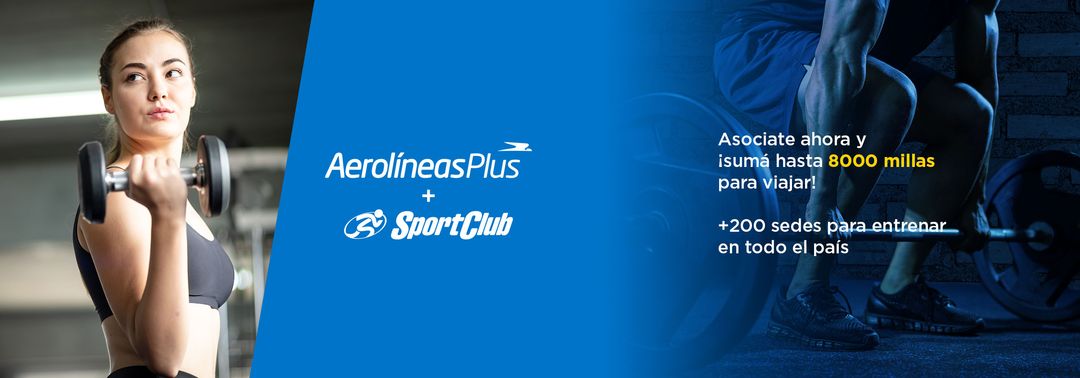 AerolíneasPlus
+
SportClub
Asociate ahora y
¡sumá hasta 8000 millas
para viajar!
+200 sedes para entrenar
en todo el país